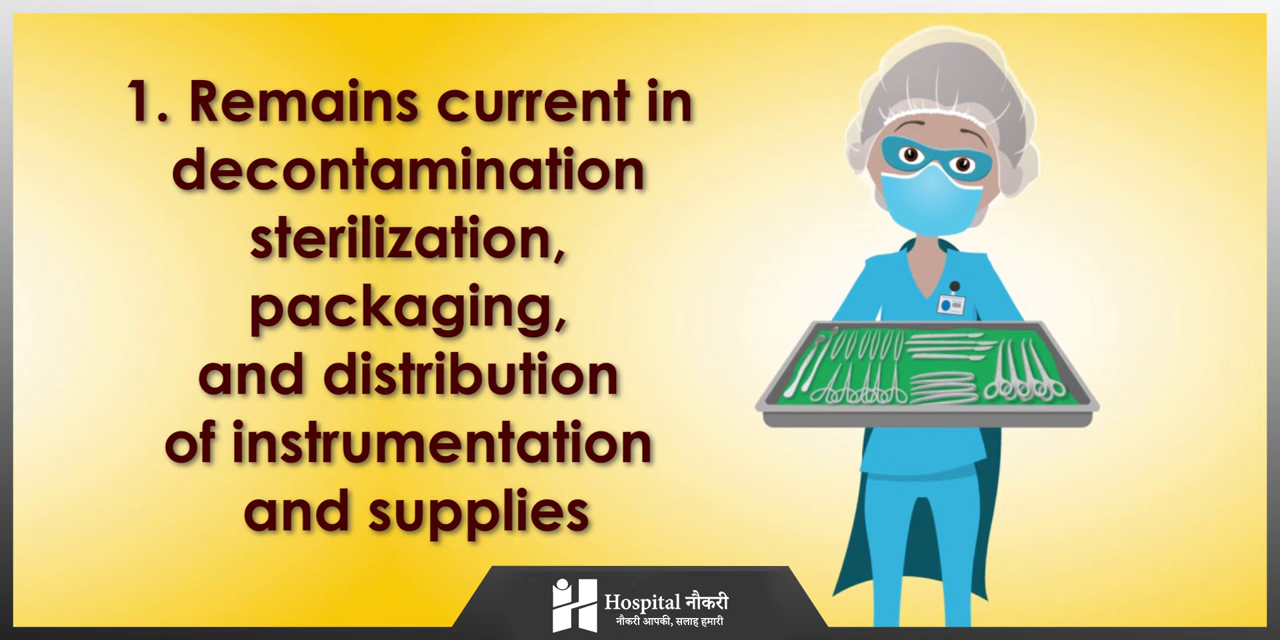 1. Remains current in
decontamination
sterilization,
packaging,
and distribution
of instrumentation
and supplies
Hospital नौकरी
नौकरी आपकी, सलाह हमारी